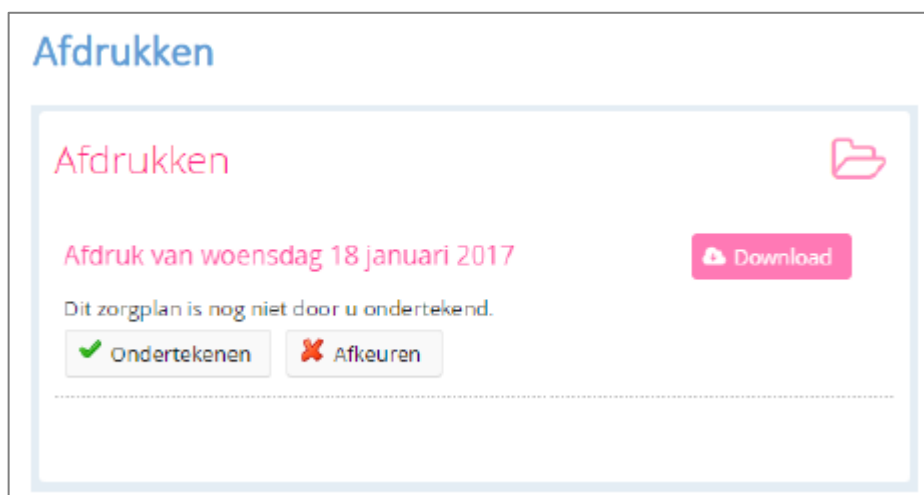 Afdrukken
Afdrukken
Afdruk van woensdag 18 januari 2017
Download
Dit zorgplan is nog niet door u ondertekend.
Ondertekenen
Afkeuren